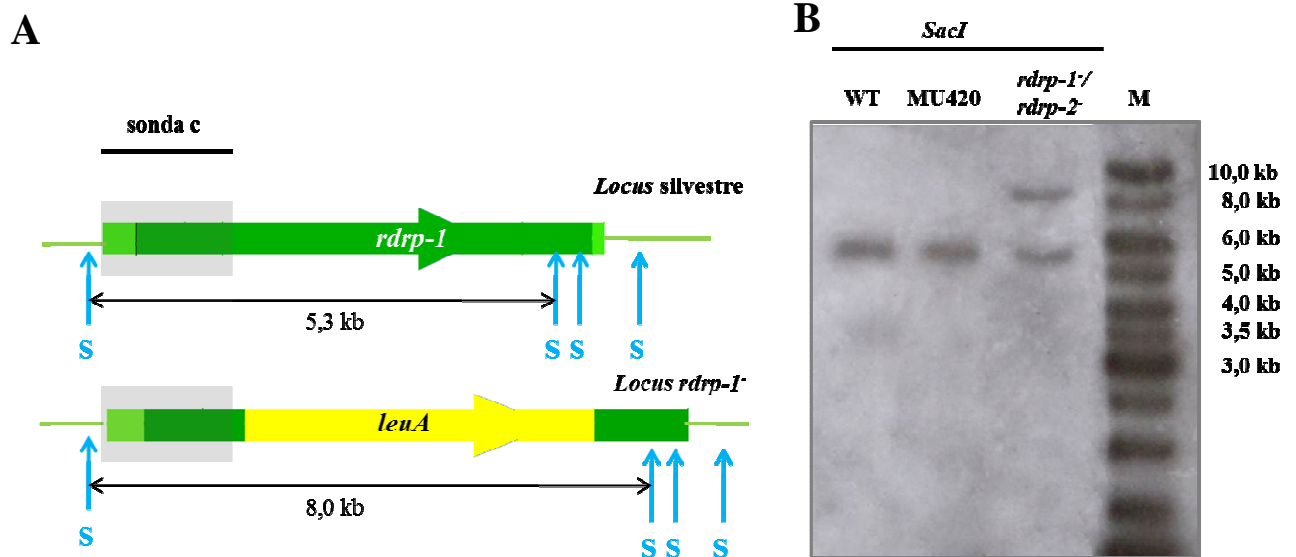 A
sonda c
Locus silvestre
rdrp-1
5,3 kb
S
S
S
S
Locus rdrp-1-
leuA
8,0 kb
S
S
S
S
B
SacI
WT
MU420
rdrp-1-/
rdrp-2-
M
10,0 kb
8,0 kb
6,0 kb
5,0 kb
4,0 kb
3,5 kb
3,0 kb